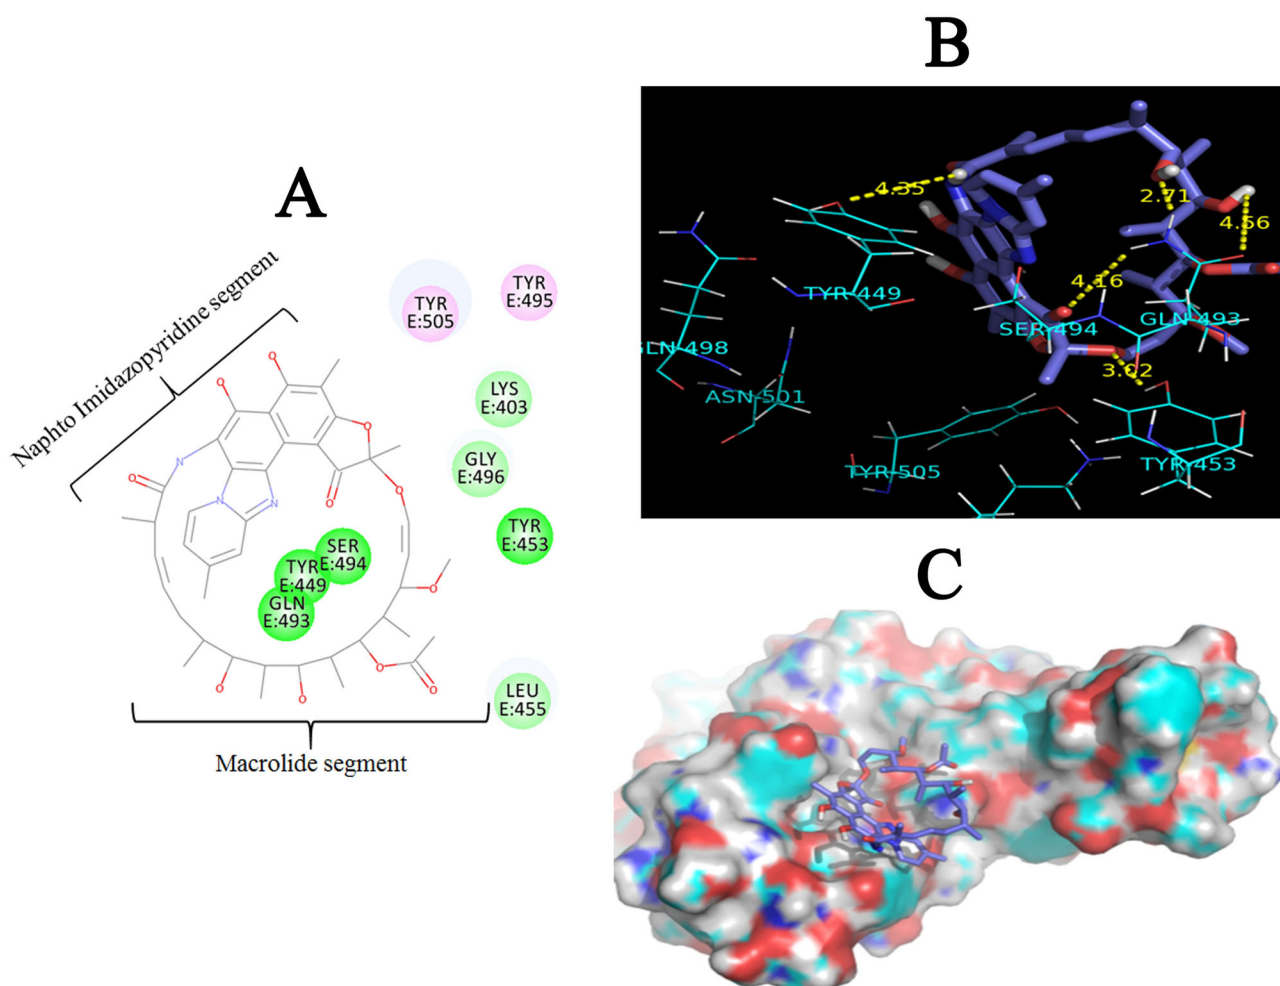 A
Naphto Imidazopyridine segment
TYR
E:505
TYR
E:495
LYS
E:403
GLY
E:496
TYR
E:453
SER
E:494
TYR
E:449
GLN
E:493
LEU
E:455
O
O
O
O
N
O
N
N
O
O
O
O
O
O
O
Macrolide segment
B
4.35
2.71
4.56
4.16
TYR-449
SER-494
GLN-493
GLN-498
3.62
ASN-501
TYR-505
TYR-453
C